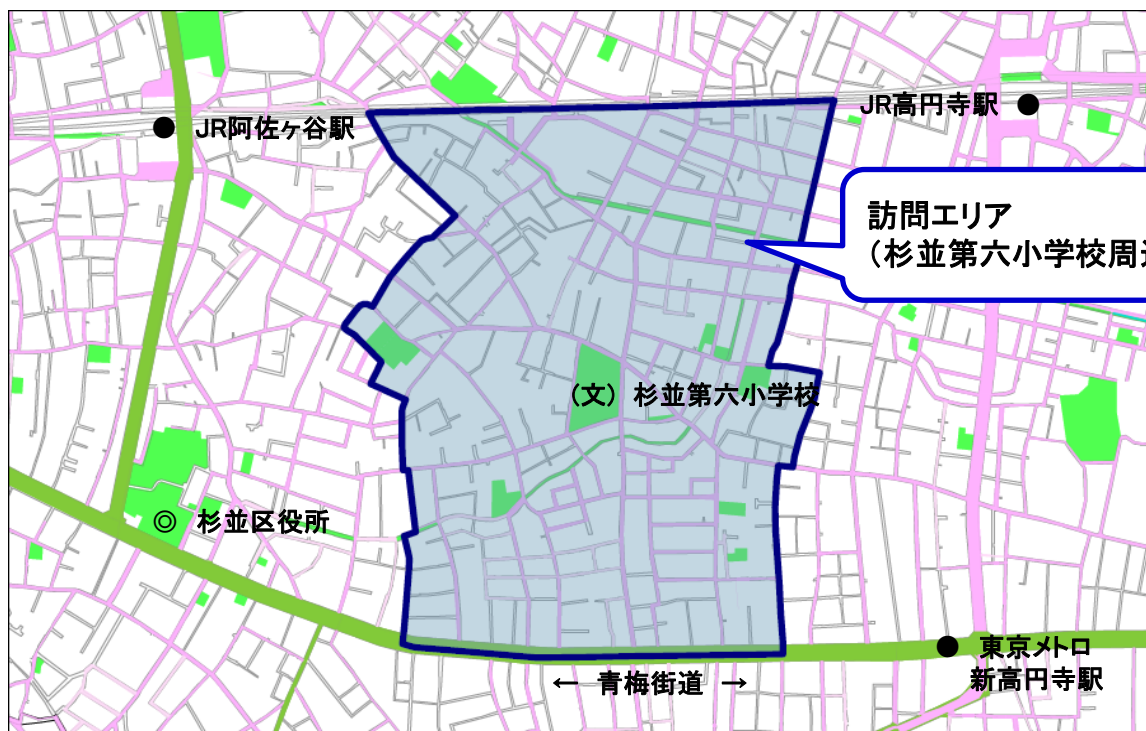 JR阿佐ヶ谷駅
JR高円寺駅
訪問エリア
(杉並第六小学校周
(文) 杉並第六小学校
◎ 杉並区役所
東京メトロ
新高円寺駅
← 青梅街道 →